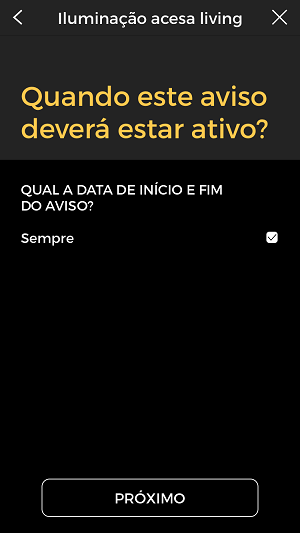 Iluminação acesa living
Quando este aviso
deverá estar ativo?
QUAL A DATA DE INÍCIO E FIM
DO AVISO?
Sempre
PRÓXIMO